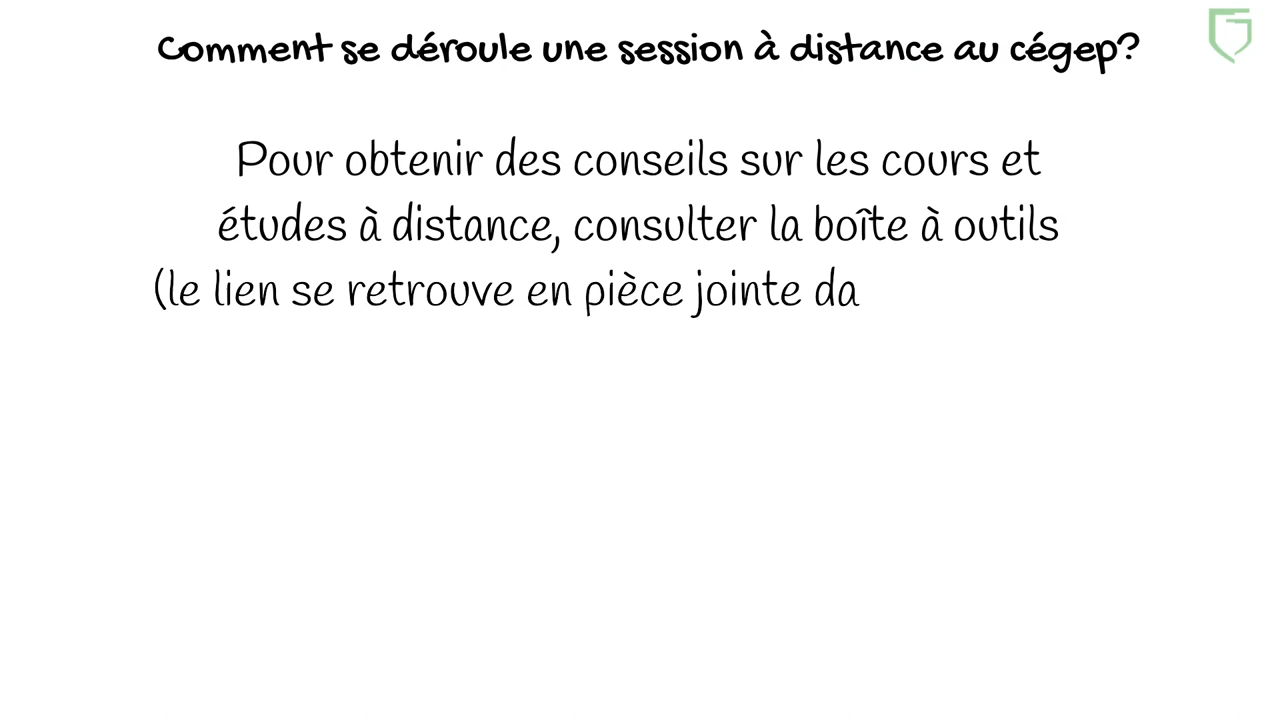 Comment se déroule une session à distance au cégep?
Pour obtenir des conseils sur les cours et
études à distance, consulter la boîte à outils
(le lien se retrouve en pièce jointe da